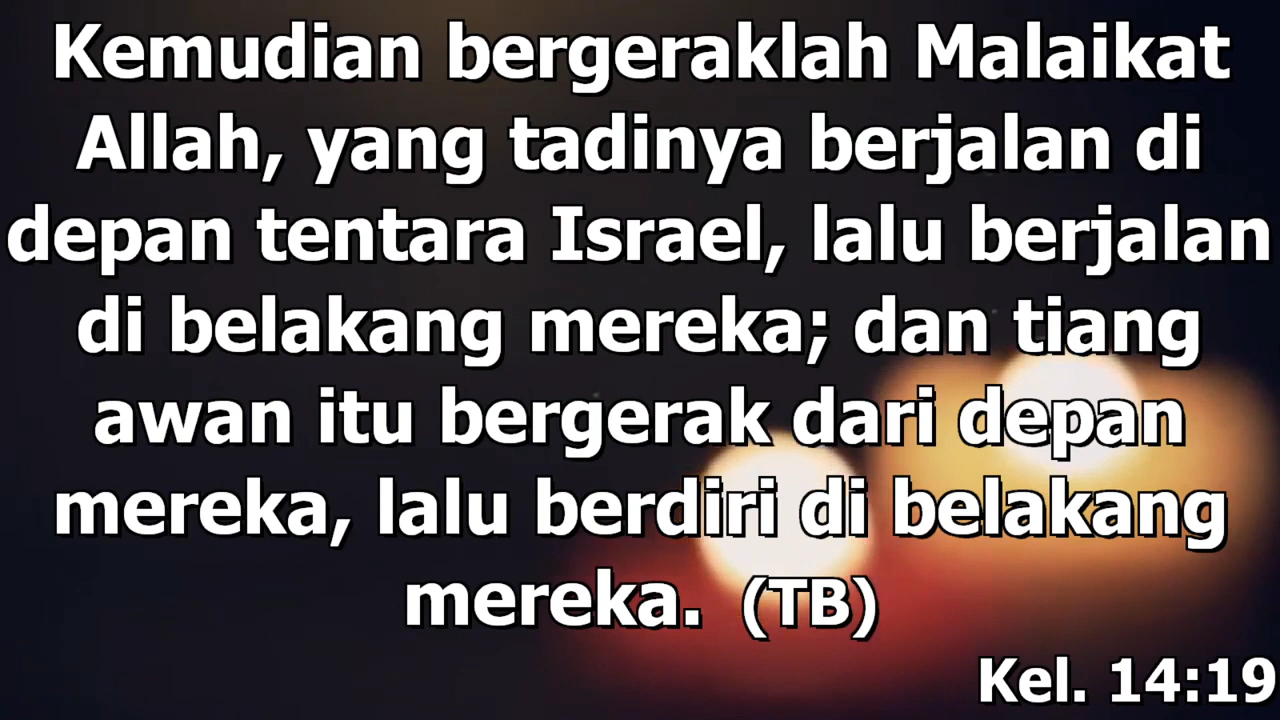 Kemudian bergeraklah Malaikat
Allah, yang tadinya berjalan di
depan tentara Israel, lalu berjalan
di belakang mereka; dan tiang
awan itu bergerak dari depan
mereka, lalu berdiri di belakang
mereka. (TB)
Kel. 14:19